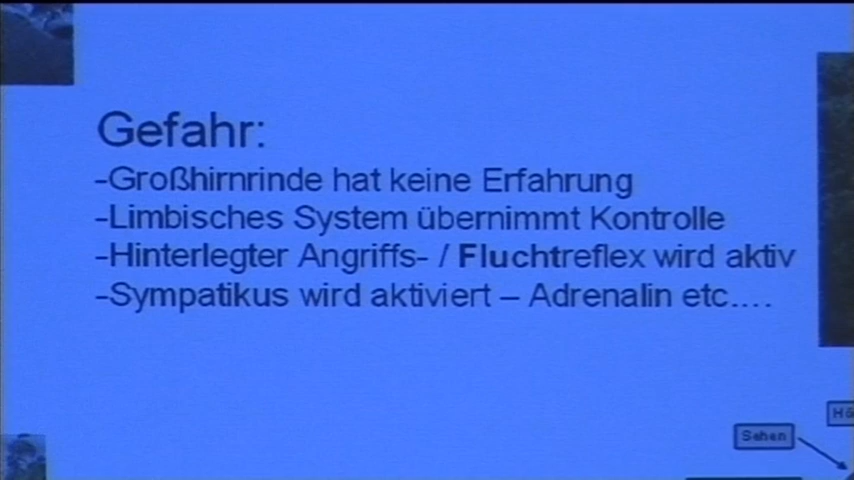 Gefahr:
-Großhirnrinde hat keine Erfahrung
-Limbisches System übernimmt Kontrolle
-Hinterlegter Angriffs- / Fluchtreflex wird aktiv
-Sympatikus wird aktiviert – Adrenalin etc....
Hö
Sehen